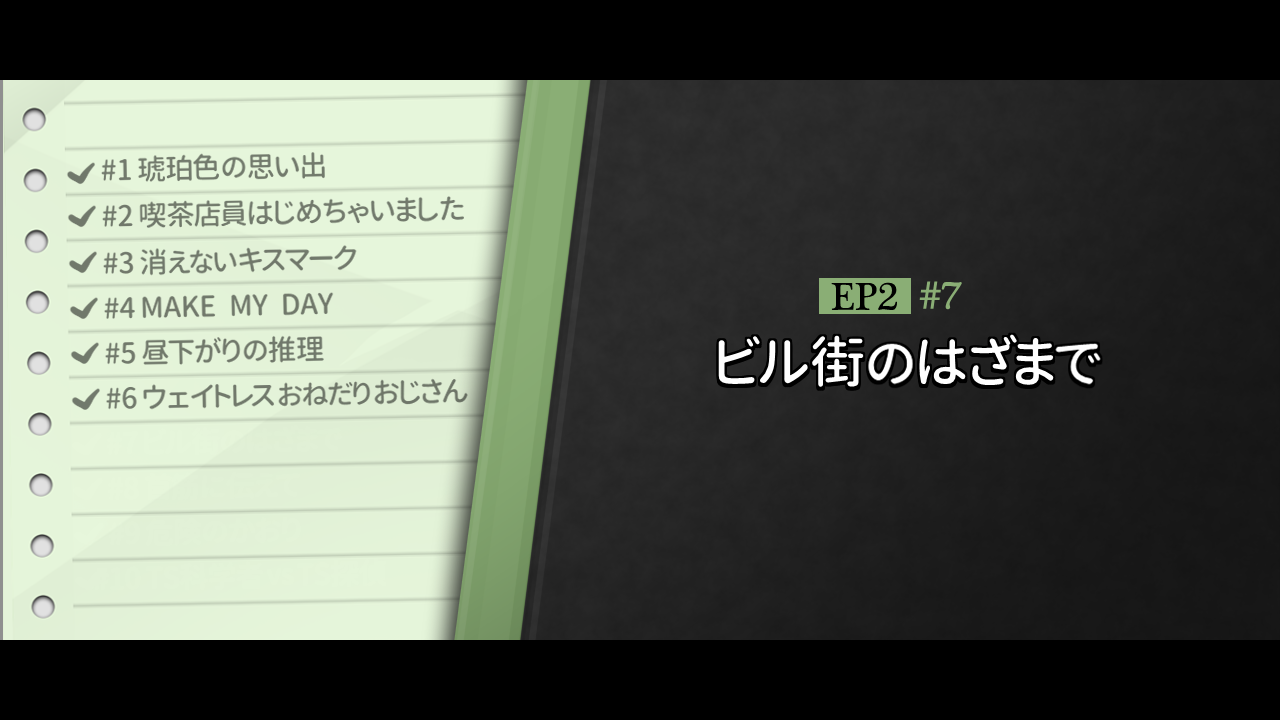 #1 琥珀色の思い出
#2 喫茶店員はじめちゃいました
#3 消えないキスマーク
#4 MAKE MY DAY
#5 昼下がりの推理
#6 ウェイトレスおねだりおじさん
EP2 #7
ビル街のはざまで